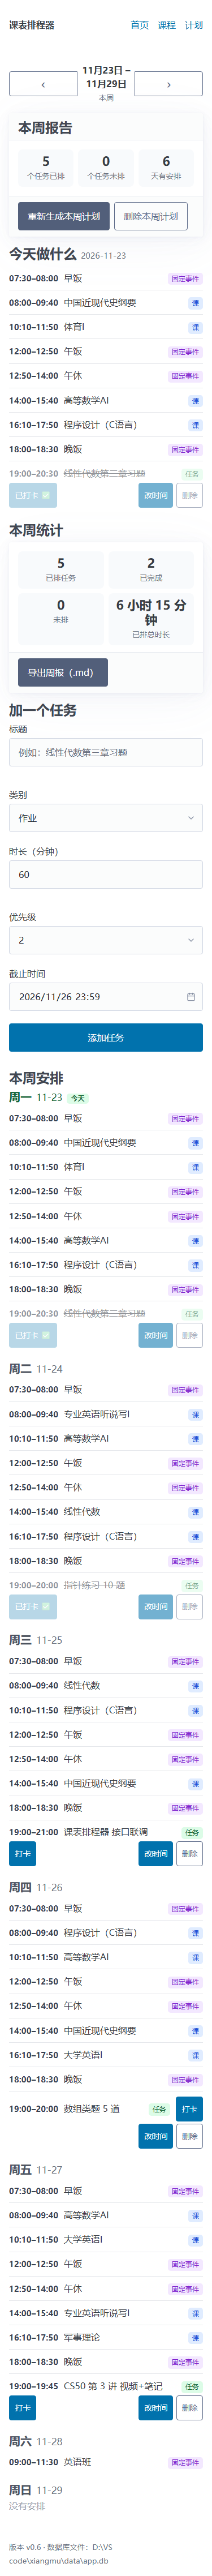 课表排程器 首页 课程 计划
‹ 11月23日 – 11月29日 ›
本周
本周报告
5 0 6
个任务已排 个任务未排 天有安排
重新生成本周计划 删除本周计划
今天做什么 2026-11-23
07:30–08:00 早饭 固定事件
08:00–09:40 中国近现代史纲要 课
10:10–11:50 体育I 课
12:00–12:50 午饭 固定事件
12:50–14:00 午休 固定事件
14:00–15:40 高等数学AI 课
16:10–17:50 程序设计（C语言） 课
18:00–18:30 晚饭 固定事件
19:00–20:30 线性代数第二章习题 任务
已打卡 ✅ 改时间 删除
本周统计
5 2
已排任务 已完成
0 6 小时 15 分钟
未排 已排总时长
导出周报（.md）
加一个任务
标题
例如：线性代数第三章习题
类别
作业
时长（分钟）
60
优先级
2
截止时间
2026/11/26 23:59
添加任务
本周安排
周一 11-23 今天
07:30–08:00 早饭 固定事件
08:00–09:40 中国近现代史纲要 课
10:10–11:50 体育I 课
12:00–12:50 午饭 固定事件
12:50–14:00 午休 固定事件
14:00–15:40 高等数学AI 课
16:10–17:50 程序设计（C语言） 课
18:00–18:30 晚饭 固定事件
19:00–20:30 线性代数第二章习题 任务
已打卡 ✅ 改时间 删除
周二 11-24
07:30–08:00 早饭 固定事件
08:00–09:40 专业英语听说写I 课
10:10–11:50 高等数学AI 课
12:00–12:50 午饭 固定事件
12:50–14:00 午休 固定事件
14:00–15:40 线性代数 课
16:10–17:50 程序设计（C语言） 课
18:00–18:30 晚饭 固定事件
19:00–20:00 指针练习 10 题 任务
已打卡 ✅ 改时间 删除
周三 11-25
07:30–08:00 早饭 固定事件
08:00–09:40 线性代数 课
10:10–11:50 程序设计（C语言） 课
12:00–12:50 午饭 固定事件
12:50–14:00 午休 固定事件
14:00–15:40 中国近现代史纲要 课
18:00–18:30 晚饭 固定事件
19:00–21:00 课表排程器 接口联调 任务
打卡 改时间 删除
周四 11-26
07:30–08:00 早饭 固定事件
08:00–09:40 程序设计（C语言） 课
10:10–11:50 高等数学AI 课
12:00–12:50 午饭 固定事件
12:50–14:00 午休 固定事件
14:00–15:40 中国近现代史纲要 课
16:10–17:50 大学英语I 课
18:00–18:30 晚饭 固定事件
19:00–20:00 数组类题 5 道 任务 打卡
改时间 删除
周五 11-27
07:30–08:00 早饭 固定事件
08:00–09:40 高等数学AI 课
10:10–11:50 大学英语I 课
12:00–12:50 午饭 固定事件
12:50–14:00 午休 固定事件
14:00–15:40 专业英语听说写I 课
16:10–17:50 军事理论 课
18:00–18:30 晚饭 固定事件
19:00–19:45 CS50 第 3 讲 视频+笔记 任务
打卡 改时间 删除
周六 11-28
09:00–11:30 英语班 固定事件
周日 11-29
没有安排
版本 v0.6 · 数据库文件：D:\VS
code\xiangmu\data\app.db